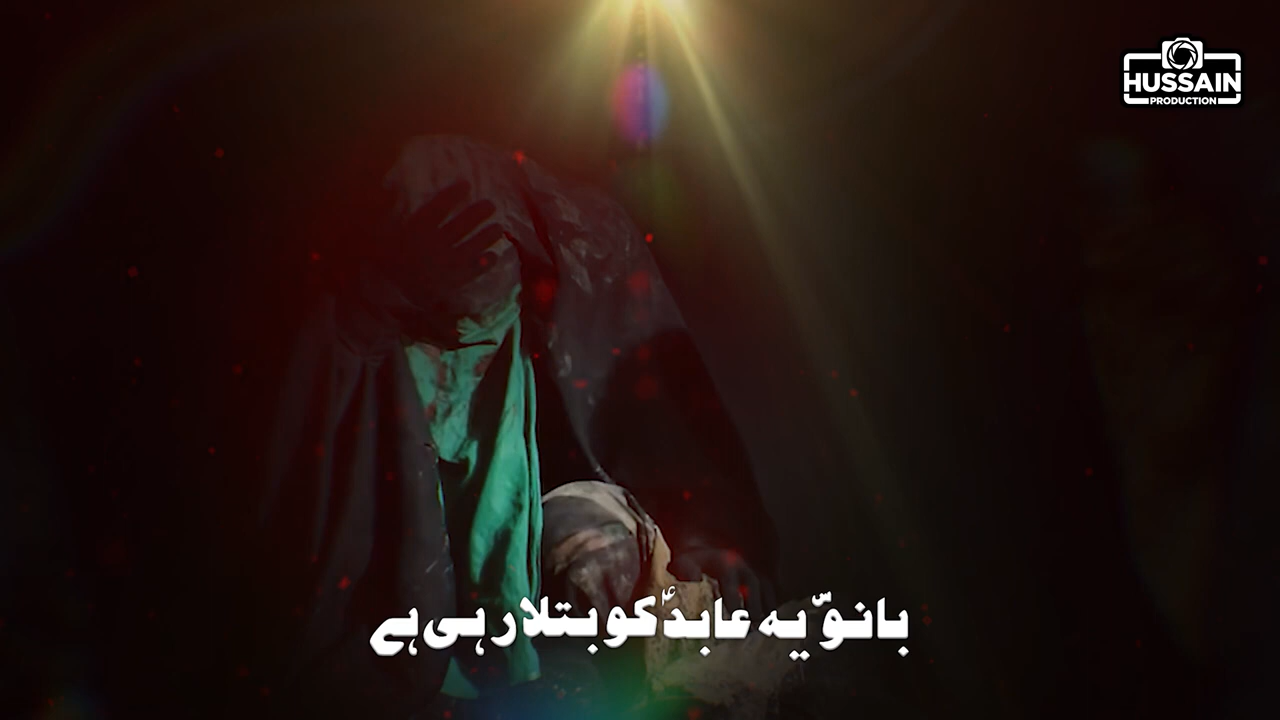 HUSSAIN
PRODUCTION
بانوؑ یہ عابدؑ کو بتلا رہی ہے